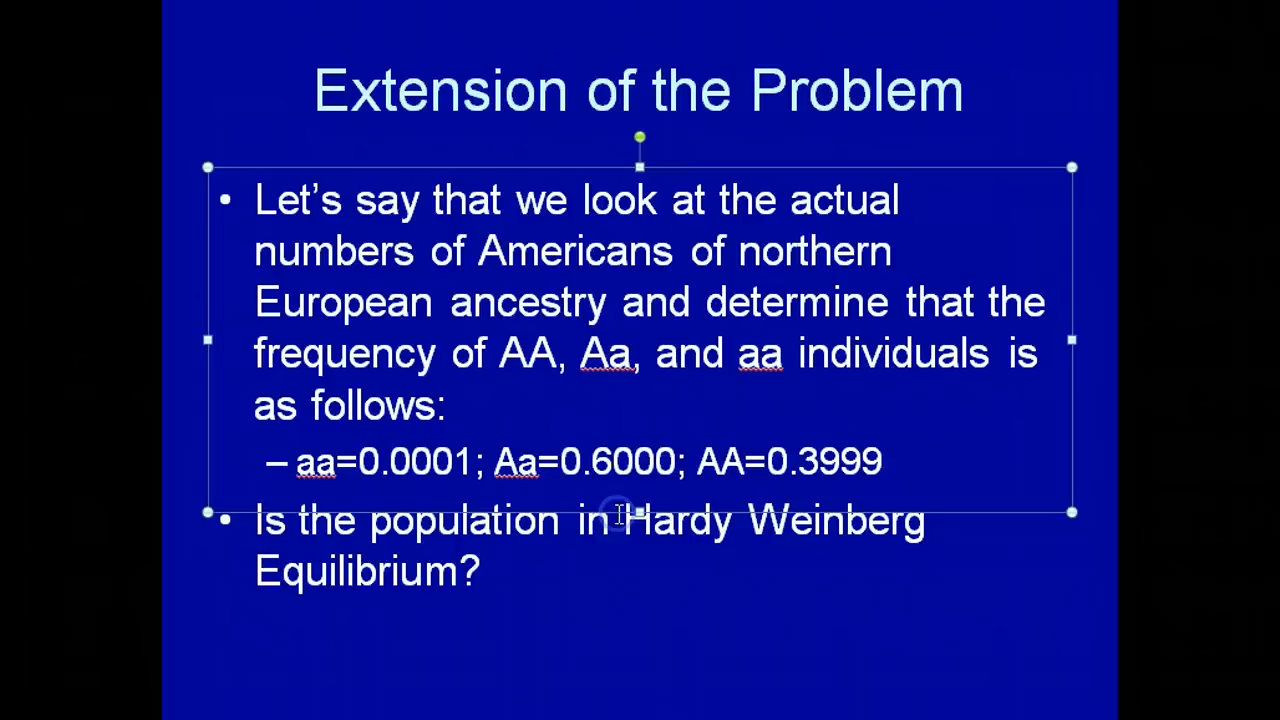 Extension of the Problem
• Let’s say that we look at the actual
numbers of Americans of northern
European ancestry and determine that the
frequency of AA, Aa, and aa individuals is
as follows:
– aa=0.0001; Aa=0.6000; AA=0.3999
• Is the population in Hardy Weinberg
Equilibrium?